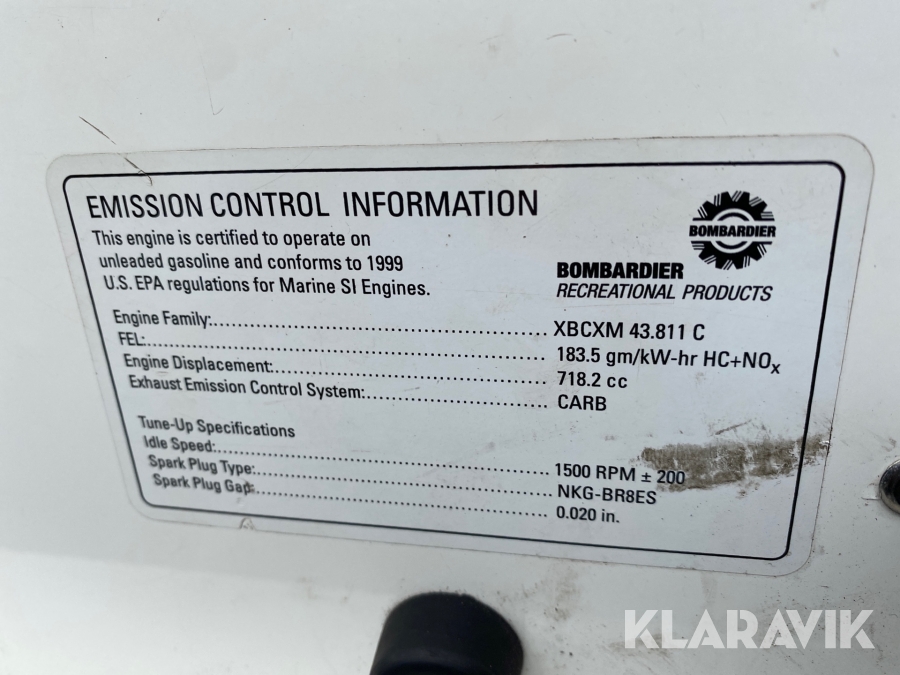 EMISSION CONTROL INFORMATION
This engine is certified to operate on
unleaded gasoline and conforms to 1999
U.S. EPA regulations for Marine SI Engines.
BOMBARDIER
BOMBARDIER
RECREATIONAL PRODUCTS
Engine Family:........................XBCXM 43.811 C
FEL:........................183.5 gm/kW-hr HC+NOx
Engine Displacement:........................718.2 cc
Exhaust Emission Control System:........................CARB
Tune-Up Specifications
Idle Speed:........................1500 RPM ± 200
Spark Plug Type:........................NKG-BR8ES
Spark Plug Gap:........................0.020 in.
KLARAVIK